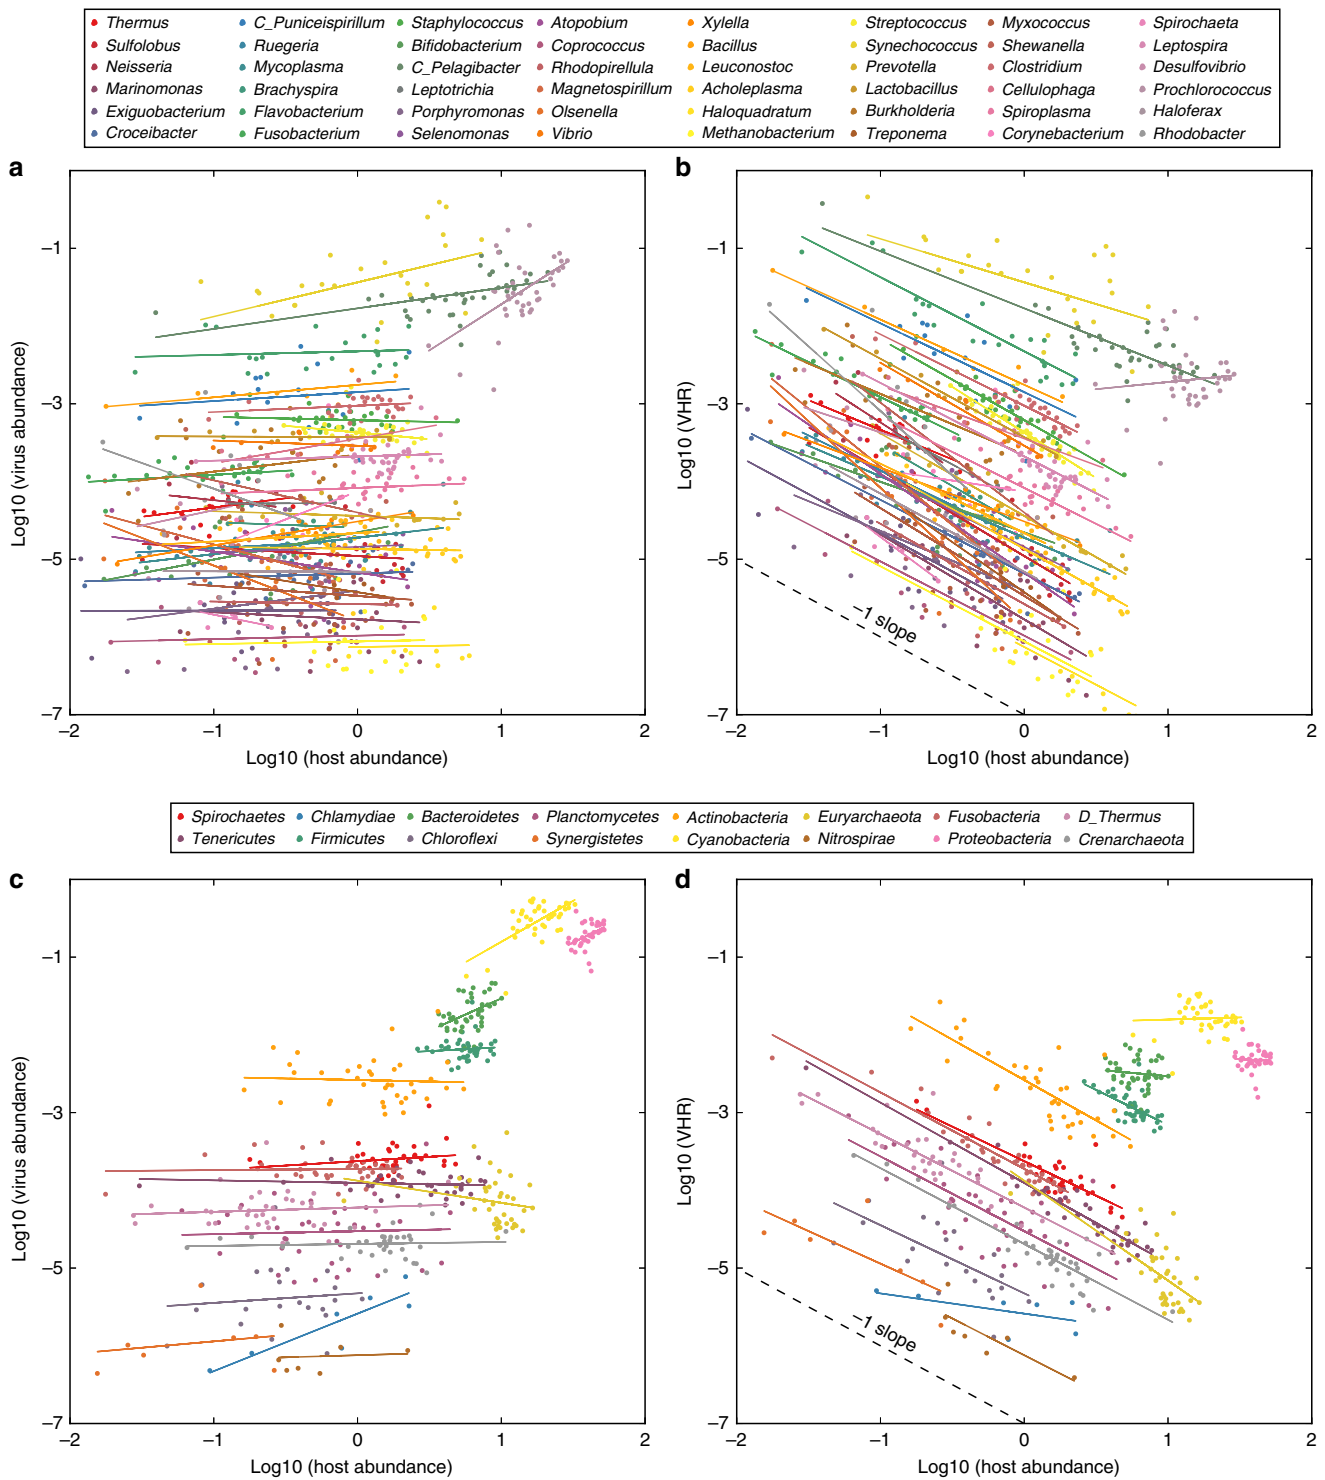 Thermus C_Puniceispirillum Staphylococcus Atopobium Xylella Streptococcus Myxococcus Spirochaeta
Sulfolobus Ruegeria Bifidobacterium Coprococcus Bacillus Synechococcus Shewanella Leptospira
Neisseria Mycoplasma C_Pelagibacter Rhodopirellula Leuconostoc Prevotella Clostridium Desulfovibrio
Marinomonas Brachyspira Leptotrichia Magnetospirillum Acholeplasma Lactobacillus Cellulophaga Prochlorococcus
Exiguobacterium Flavobacterium Porphyromonas Olsenella Haloquadratum Burkholderia Spiroplasma Haloferax
Croceibacter Fusobacterium Selenomonas Vibrio Methanobacterium Treponema Corynebacterium Rhodobacter
a
Log10 (virus abundance)
−1
−3
−5
−7
−2 −1 0 1 2
Log10 (host abundance)
b
Log10 (VHR)
−1
−3
−5
−7
−1 slope
−2 −1 0 1 2
Log10 (host abundance)
Spirochaetes Chlamydiae Bacteroidetes Planctomycetes Actinobacteria Euryarchaeota Fusobacteria D_Thermus
Tenericutes Firmicutes Chloroflexi Synergistetes Cyanobacteria Nitrospirae Proteobacteria Crenarchaeota
c
Log10 (virus abundance)
−1
−3
−5
−7
−2 −1 0 1 2
Log10 (host abundance)
d
Log10 (VHR)
−1
−3
−5
−7
−1 slope
−2 −1 0 1 2
Log10 (host abundance)